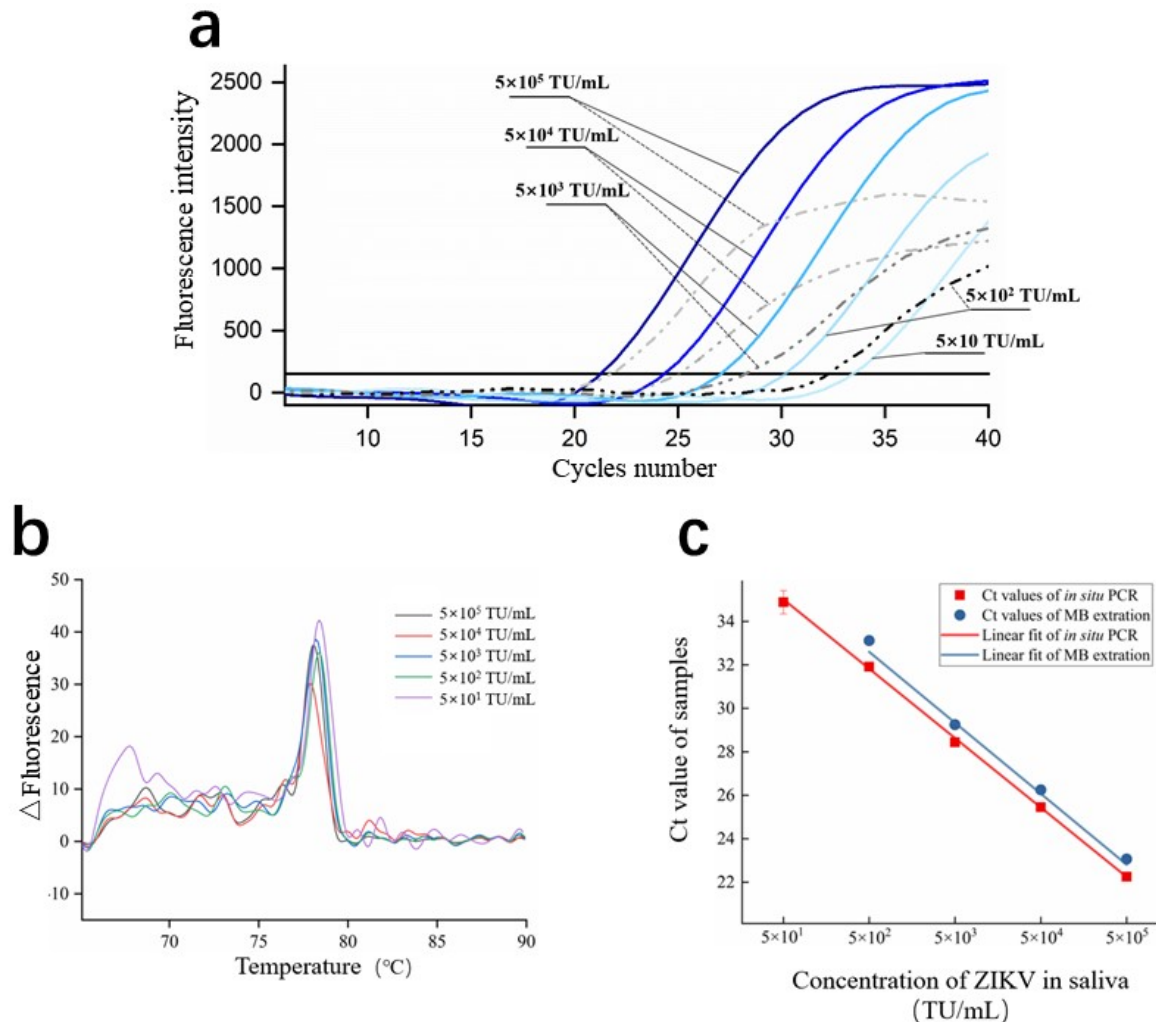 a
5×10⁵ TU/mL
5×10⁴ TU/mL
5×10³ TU/mL
5×10² TU/mL
5×10 TU/mL
2500
2000
1500
1000
500
0
Fluorescence intensity
10 15 20 25 30 35 40
Cycles number
b
50
40
30
20
10
0
-10
△Fluorescence
5×10⁵ TU/mL
5×10⁴ TU/mL
5×10³ TU/mL
5×10² TU/mL
5×10¹ TU/mL
70 75 80 85 90
Temperature (°C)
c
34
32
30
28
26
24
22
Ct value of samples
Ct values of in situ PCR
Ct values of MB extration
Linear fit of in situ PCR
Linear fit of MB extration
5×10¹ 5×10² 5×10³ 5×10⁴ 5×10⁵
Concentration of ZIKV in saliva
(TU/mL)